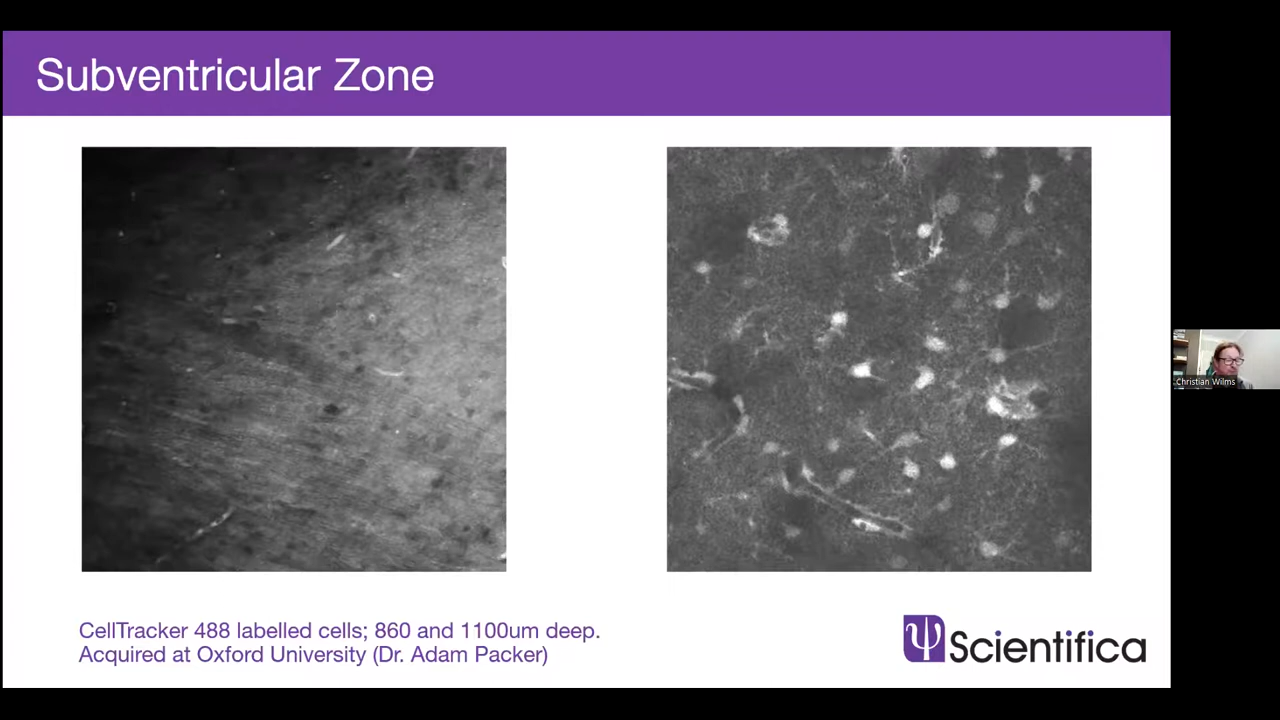 Subventricular Zone
CellTracker 488 labelled cells; 860 and 1100um deep.
Acquired at Oxford University (Dr. Adam Packer)
ψ Scientifica
Christian Wilms